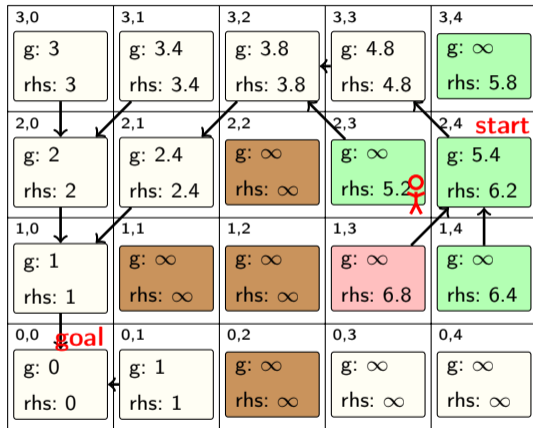 3,0 3,1 3,2 3,3 3,4
g: 3 g: 3.4 g: 3.8 g: 4.8 g: ∞
rhs: 3 rhs: 3.4 rhs: 3.8 rhs: 4.8 rhs: 5.8
2,0 2,1 2,2 2,3 2,4 start
g: 2 g: 2.4 g: ∞ g: ∞ g: 5.4
rhs: 2 rhs: 2.4 rhs: ∞ rhs: 5.2 rhs: 6.2
1,0 1,1 1,2 1,3 1,4
g: 1 g: ∞ g: ∞ g: ∞ g: ∞
rhs: 1 rhs: ∞ rhs: ∞ rhs: 6.8 rhs: 6.4
0,0 goal 0,1 0,2 0,3 0,4
g: 0 g: 1 g: ∞ g: ∞ g: ∞
rhs: 0 rhs: 1 rhs: ∞ rhs: ∞ rhs: ∞